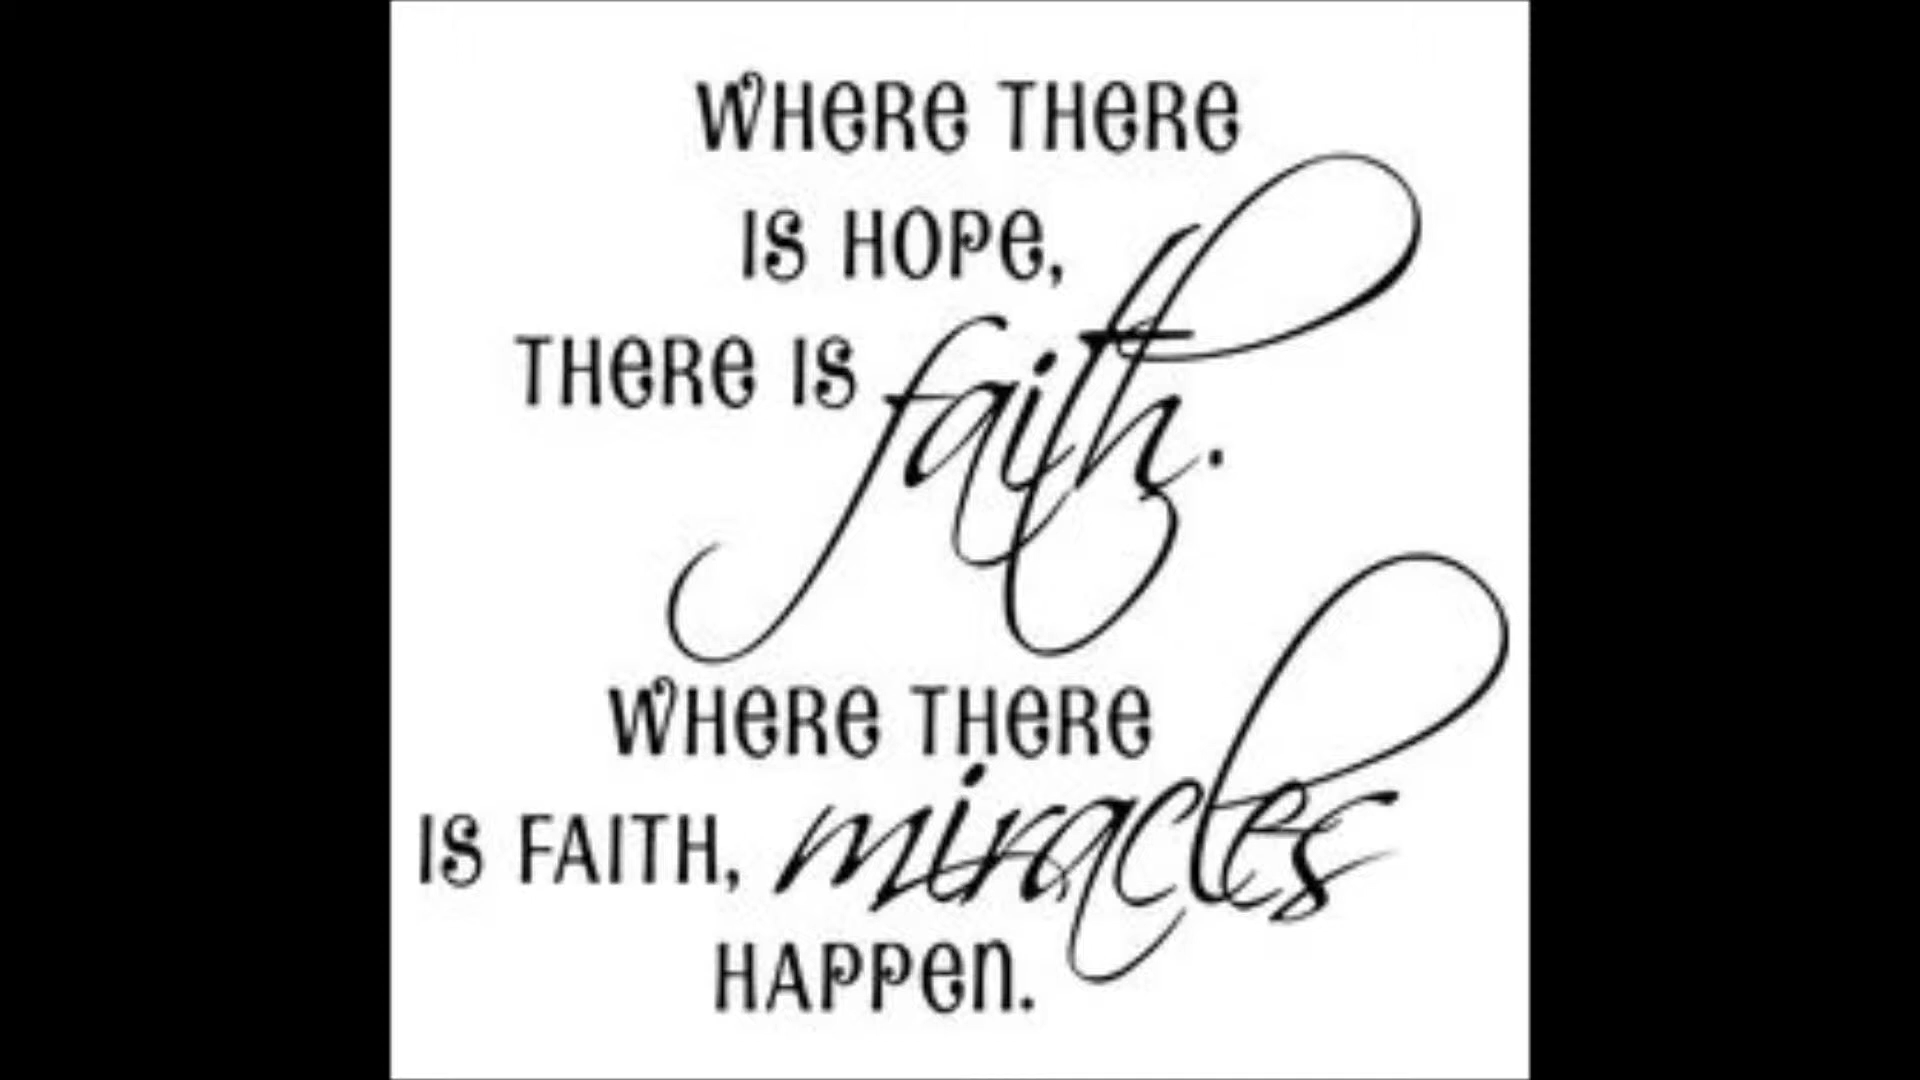 WHERE THERE
IS HOPE,
THERE IS faith.
WHERE THERE
IS FAITH, miracles
HAPPEN.